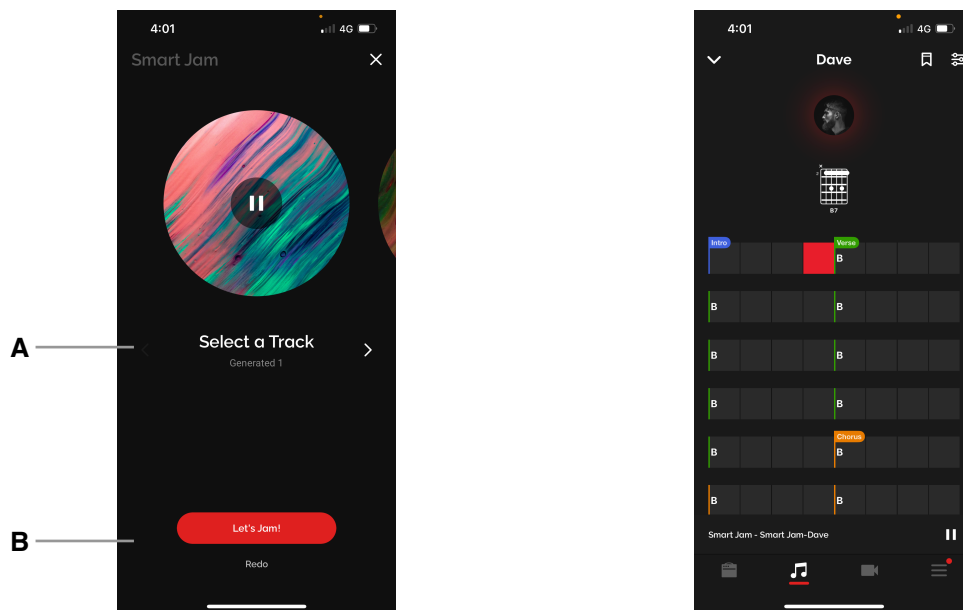 4:01
4G
Smart Jam
A
Select a Track
Generated 1
B
Let's Jam!
Redo
4:01
4G
Dave
x
2
B7
Intro
Verse
B
B
B
B
B
B
B
B
Chorus
B
B
B
Smart Jam - Smart Jam-Dave